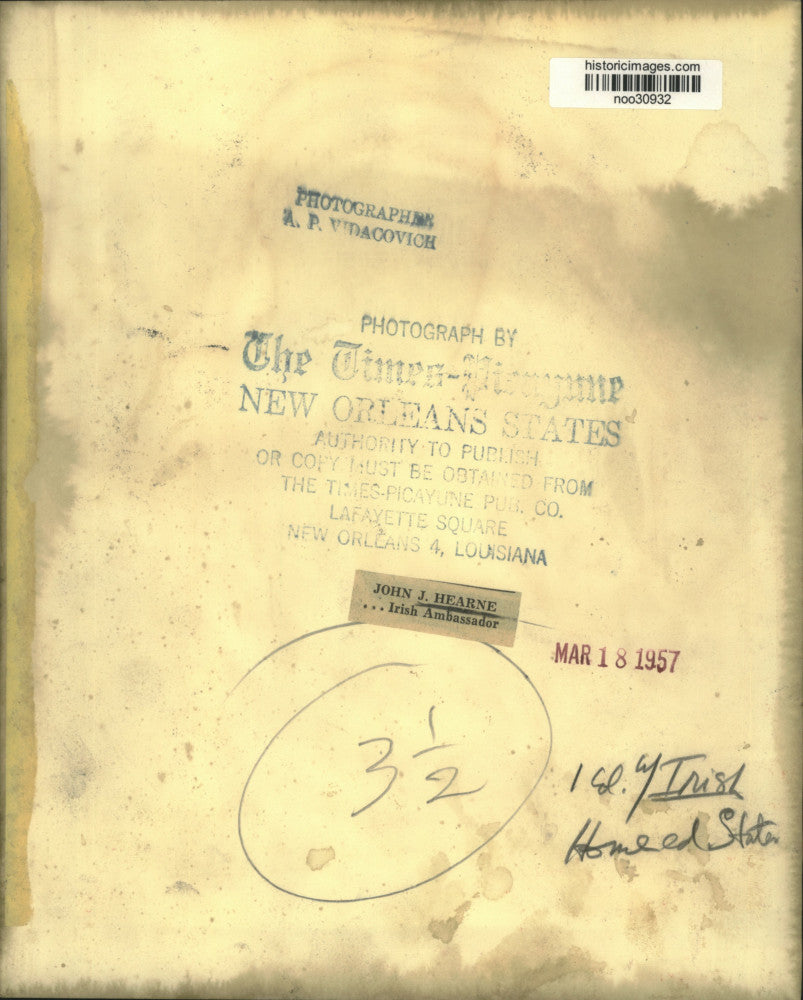 historicimages.com
noo30932
PHOTOGRAPHER
A. P. VIDACOVICH
PHOTOGRAPH BY
The Times-Picayune
NEW ORLEANS STATES
AUTHORITY TO PUBLISH
OR COPY MUST BE OBTAINED FROM
THE TIMES-PICAYUNE PUB. CO.
LAFAYETTE SQUARE
NEW ORLEANS 4, LOUISIANA
JOHN J. HEARNE
... Irish Ambassador
MAR 18 1957
3 1/2
1 col. w/ Irish
Home ed States